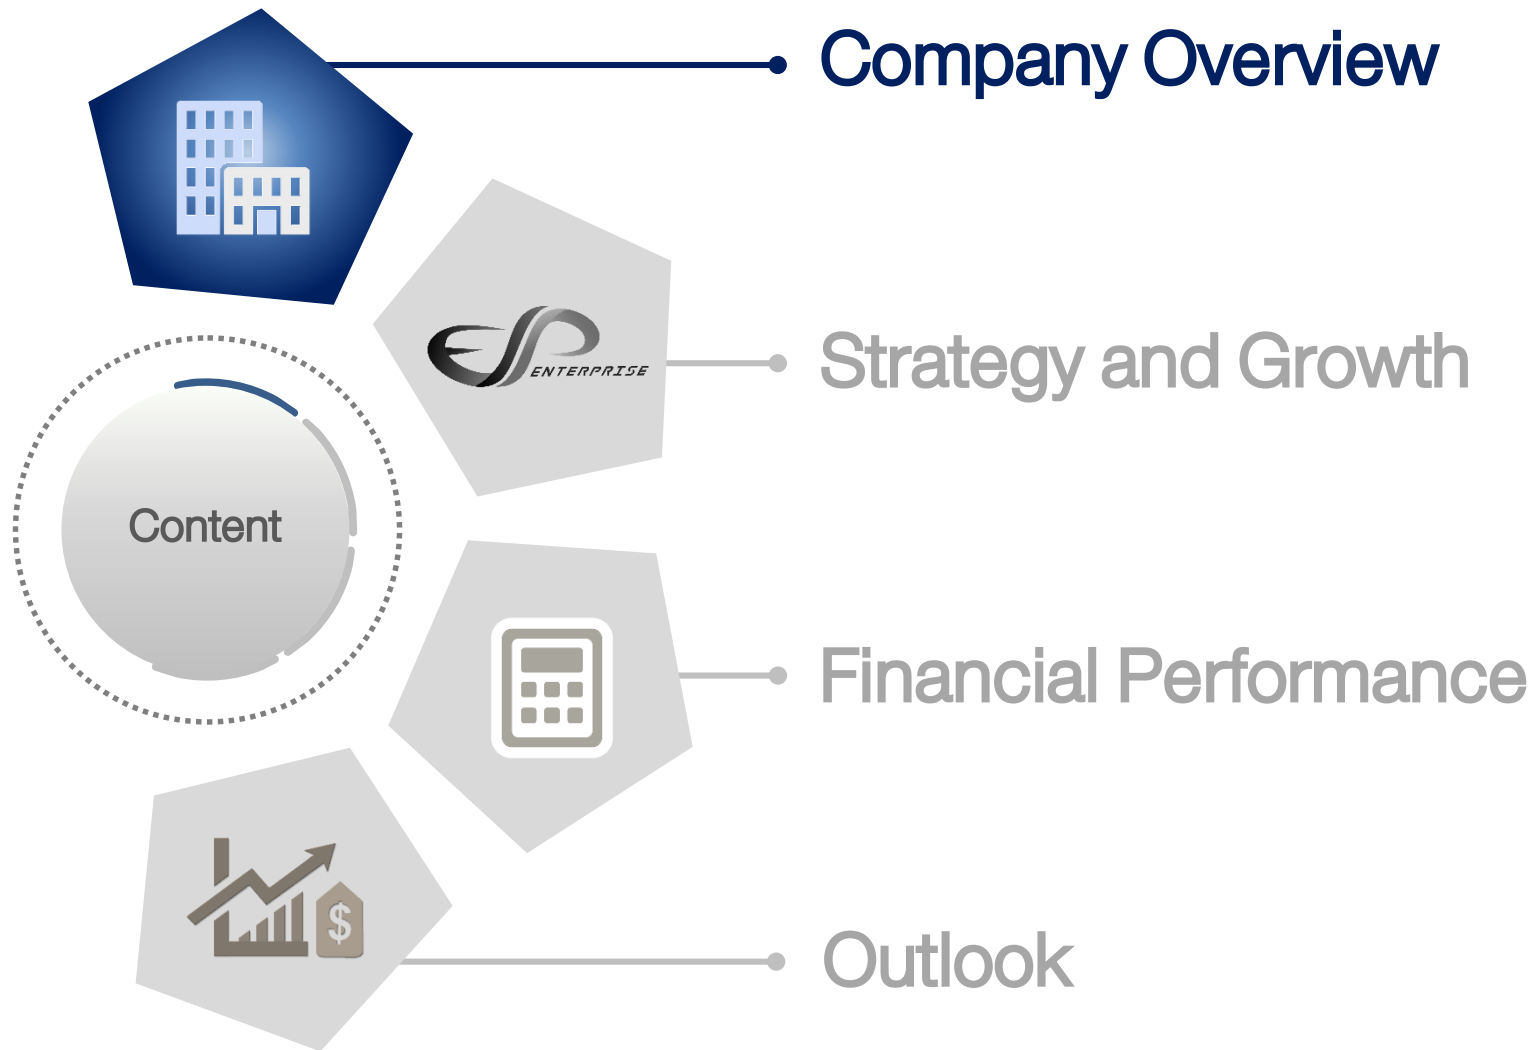 Company Overview
ENTERPRISE
Strategy and Growth
Content
Financial Performance
$
Outlook